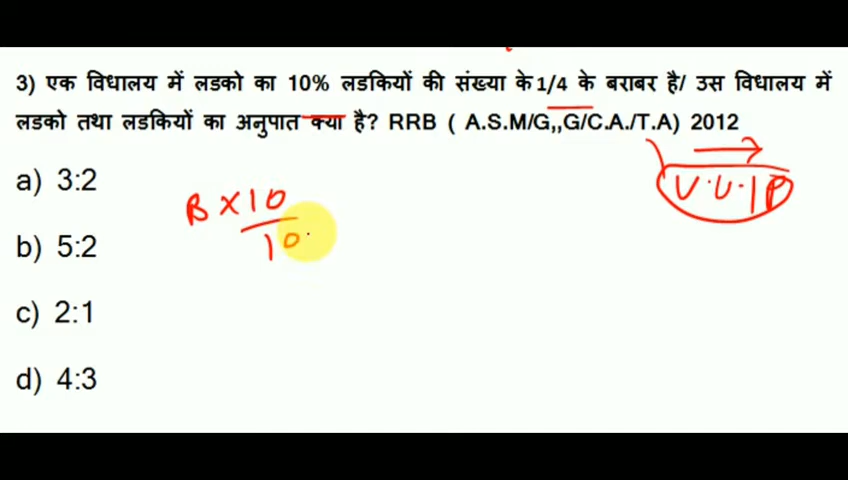 3) एक विधालय में लडको का 10% लडकियों की संख्या के 1/4 के बराबर है/ उस विधालय में
लडको तथा लडकियों का अनुपात क्या है? RRB ( A.S.M/G,,G/C.A./T.A) 2012
V.V.IP
a) 3:2
B×10
10
b) 5:2
c) 2:1
d) 4:3